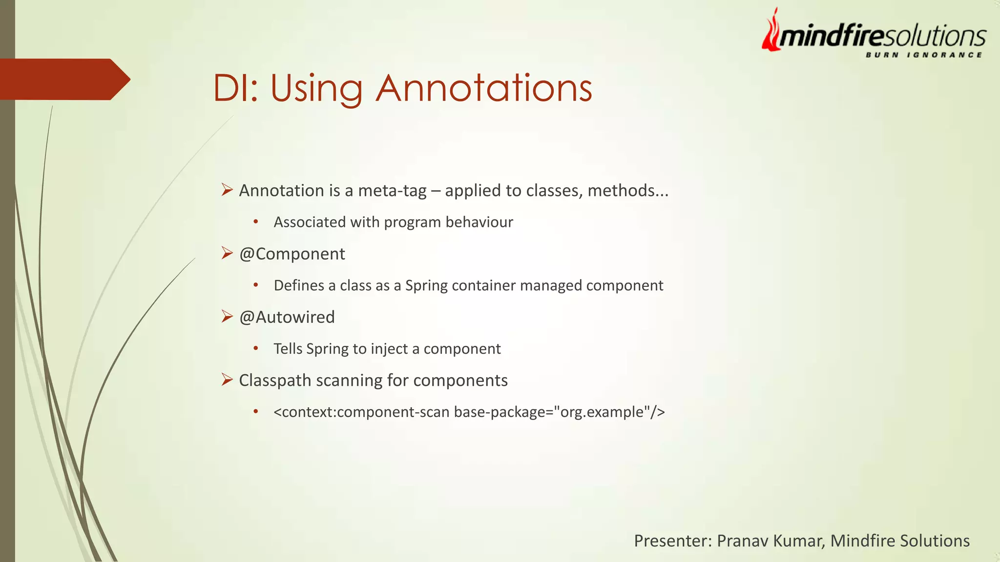 mindfiresolutions
BURN IGNORANCE
DI: Using Annotations
Annotation is a meta-tag – applied to classes, methods...
Associated with program behaviour
@Component
Defines a class as a Spring container managed component
@Autowired
Tells Spring to inject a component
Classpath scanning for components
<context:component-scan base-package="org.example"/>
Presenter: Pranav Kumar, Mindfire Solutions